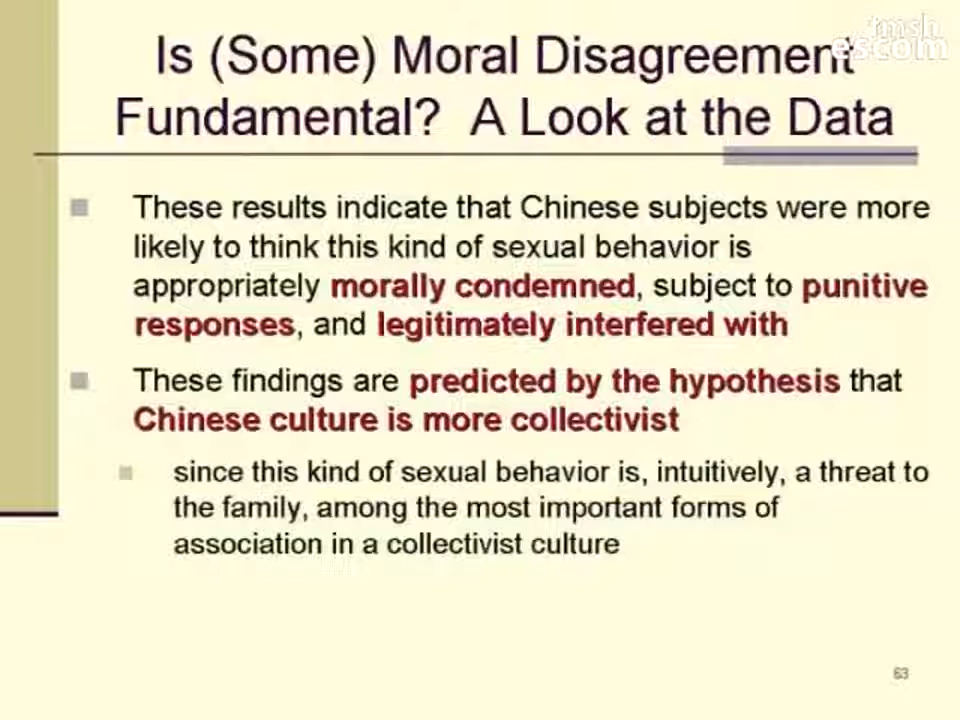 tmsh
escom
Is (Some) Moral Disagreement
Fundamental? A Look at the Data
These results indicate that Chinese subjects were more
likely to think this kind of sexual behavior is
appropriately morally condemned, subject to punitive
responses, and legitimately interfered with
These findings are predicted by the hypothesis that
Chinese culture is more collectivist
since this kind of sexual behavior is, intuitively, a threat to
the family, among the most important forms of
association in a collectivist culture
63